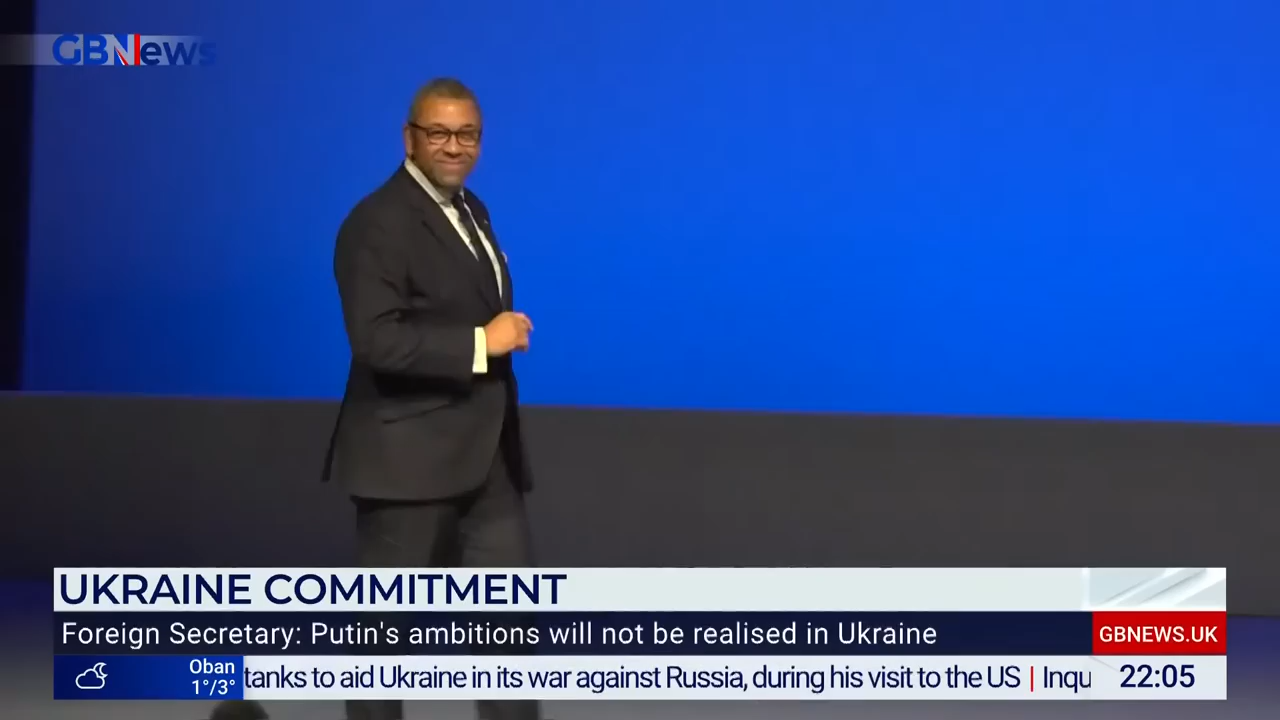 GBNews
UKRAINE COMMITMENT
Foreign Secretary: Putin's ambitions will not be realised in Ukraine
GBNEWS.UK
Oban
1°/3°
tanks to aid Ukraine in its war against Russia, during his visit to the US | Inqu
22:05